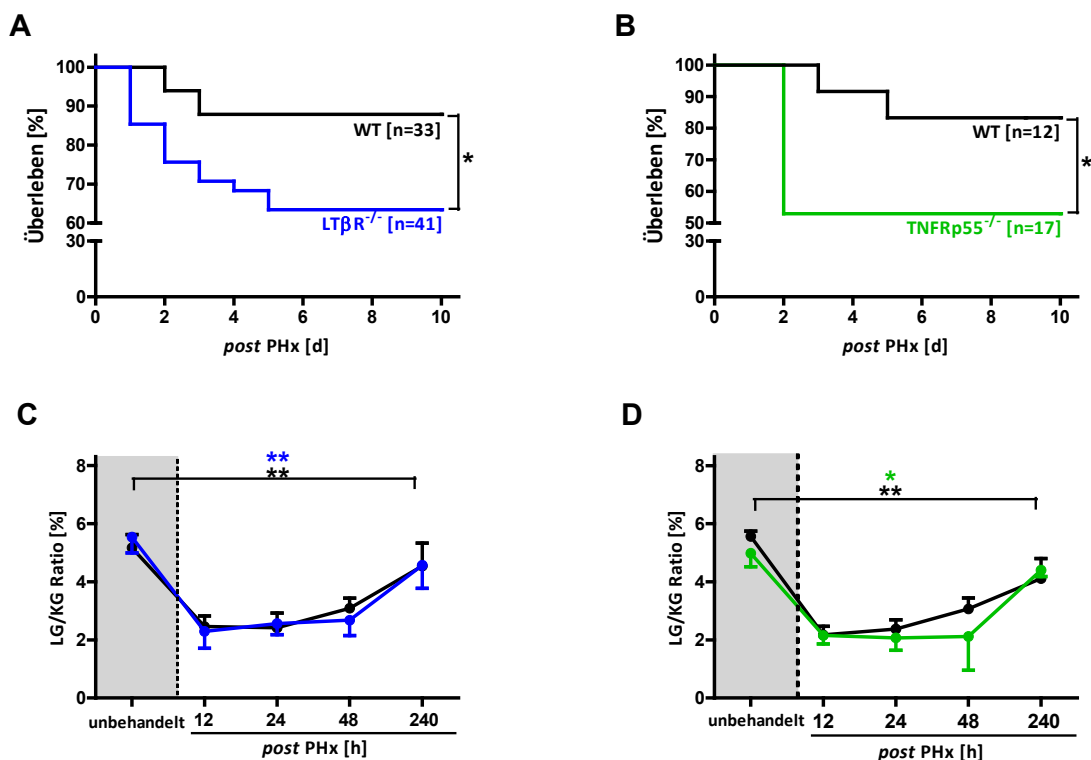 A
Überleben [%]
100
90
80
70
60
30
0
WT [n=33]
*
LTβR-/- [n=41]
0 2 4 6 8 10
post PHx [d]
B
Überleben [%]
100
90
80
70
60
50
30
0
WT [n=12]
*
TNFRp55-/- [n=17]
0 2 4 6 8 10
post PHx [d]
C
LG/KG Ratio [%]
8
6
4
2
0
**
**
unbehandelt 12 24 48 240
post PHx [h]
D
LG/KG Ratio [%]
8
6
4
2
0
*
**
unbehandelt 12 24 48 240
post PHx [h]